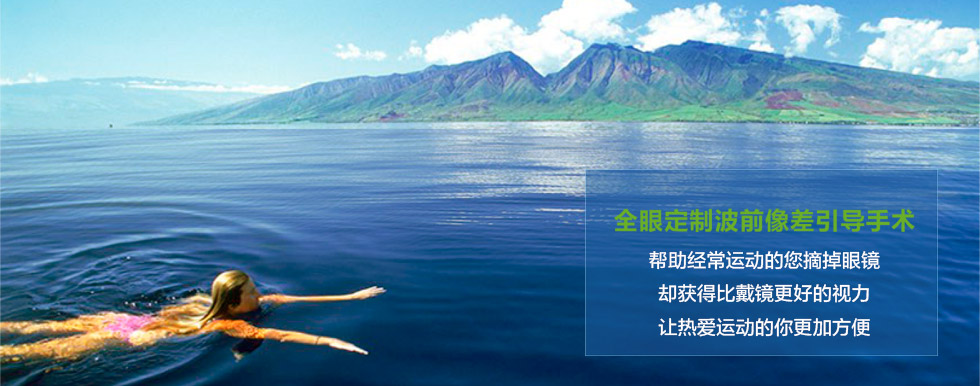 全眼定制波前像差引导手术
帮助经常运动的您摘掉眼镜
却获得比戴镜更好的视力
让热爱运动的你更加方便